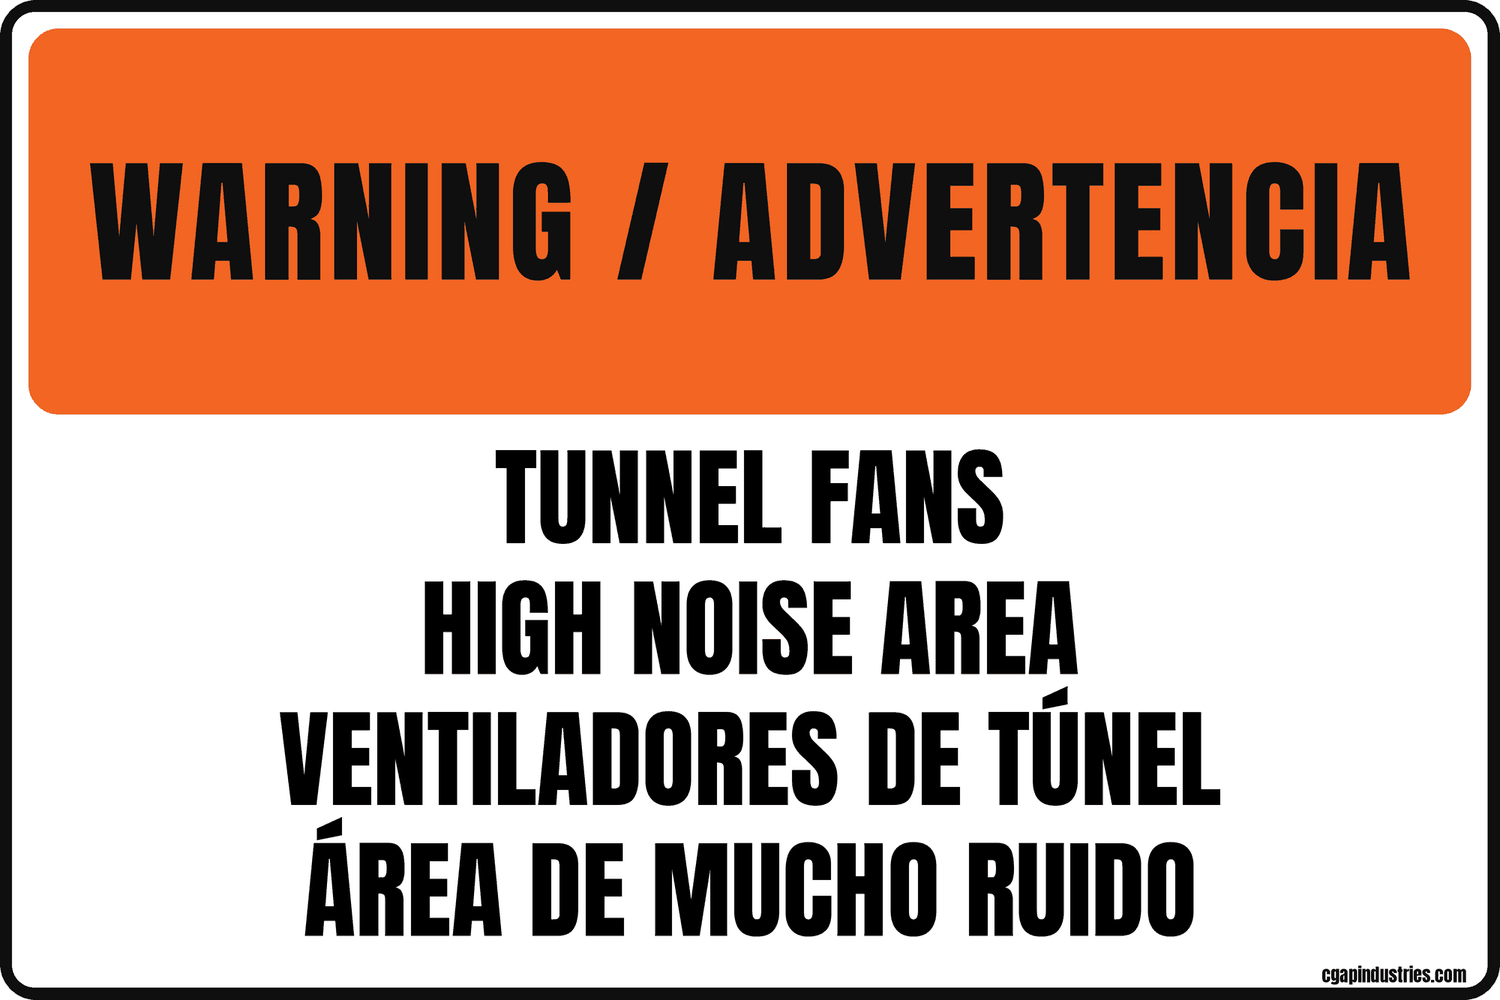 WARNING / ADVERTENCIA
TUNNEL FANS
HIGH NOISE AREA
VENTILADORES DE TÚNEL
ÁREA DE MUCHO RUIDO
cgapindustries.com